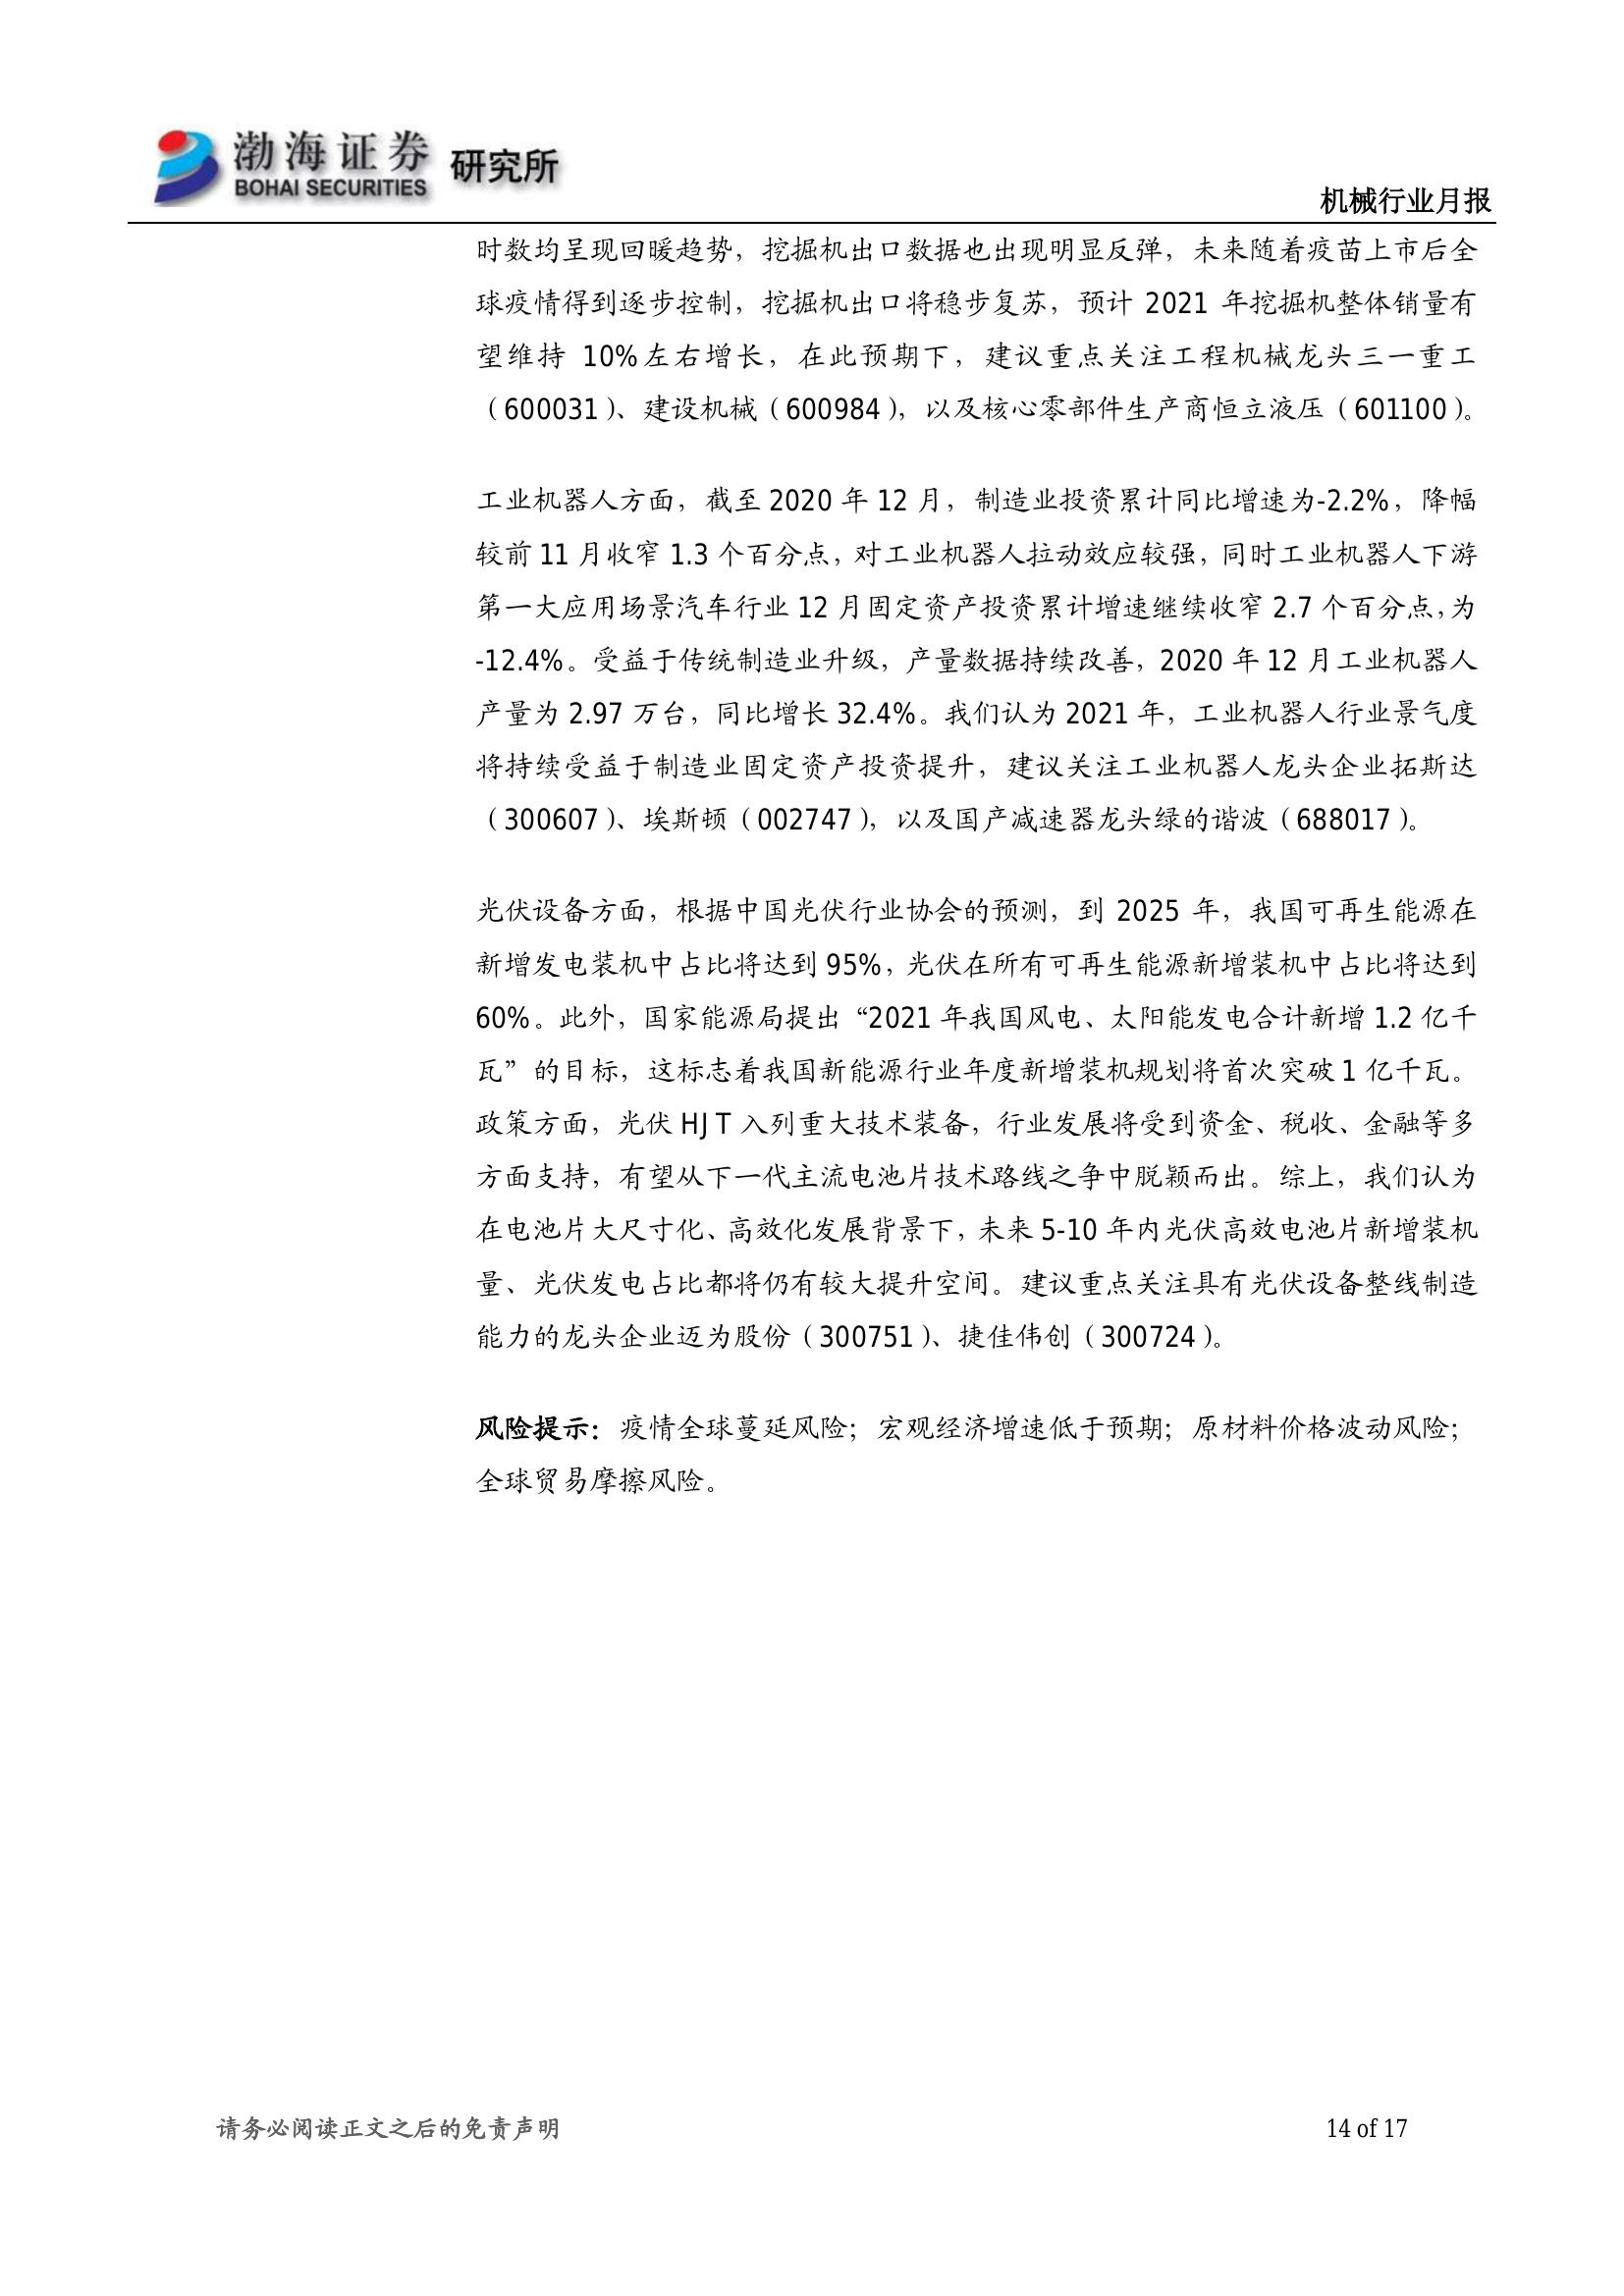 渤海证券 研究所
BOHAI SECURITIES
机械行业月报
时数均呈现回暖趋势，挖掘机出口数据也出现明显反弹，未来随着疫苗上市后全
球疫情得到逐步控制，挖掘机出口将稳步复苏，预计 2021 年挖掘机整体销量有
望维持 10%左右增长，在此预期下，建议重点关注工程机械龙头三一重工
（600031）、建设机械（600984），以及核心零部件生产商恒立液压（601100）。
工业机器人方面，截至 2020 年 12 月，制造业投资累计同比增速为-2.2%，降幅
较前 11 月收窄 1.3 个百分点，对工业机器人拉动效应较强，同时工业机器人下游
第一大应用场景汽车行业 12 月固定资产投资累计增速继续收窄 2.7 个百分点，为
-12.4%。受益于传统制造业升级，产量数据持续改善，2020 年 12 月工业机器人
产量为 2.97 万台，同比增长 32.4%。我们认为 2021 年，工业机器人行业景气度
将持续受益于制造业固定资产投资提升，建议关注工业机器人龙头企业拓斯达
（300607）、埃斯顿（002747），以及国产减速器龙头绿的谐波（688017）。
光伏设备方面，根据中国光伏行业协会的预测，到 2025 年，我国可再生能源在
新增发电装机中占比将达到 95%，光伏在所有可再生能源新增装机中占比将达到
60%。此外，国家能源局提出“2021 年我国风电、太阳能发电合计新增 1.2 亿千
瓦”的目标，这标志着我国新能源行业年度新增装机规划将首次突破 1 亿千瓦。
政策方面，光伏 HJT 入列重大技术装备，行业发展将受到资金、税收、金融等多
方面支持，有望从下一代主流电池片技术路线之争中脱颖而出。综上，我们认为
在电池片大尺寸化、高效化发展背景下，未来 5-10 年内光伏高效电池片新增装机
量、光伏发电占比都将仍有较大提升空间。建议重点关注具有光伏设备整线制造
能力的龙头企业迈为股份（300751）、捷佳伟创（300724）。
风险提示：疫情全球蔓延风险；宏观经济增速低于预期；原材料价格波动风险；
全球贸易摩擦风险。
请务必阅读正文之后的免责声明
14 of 17